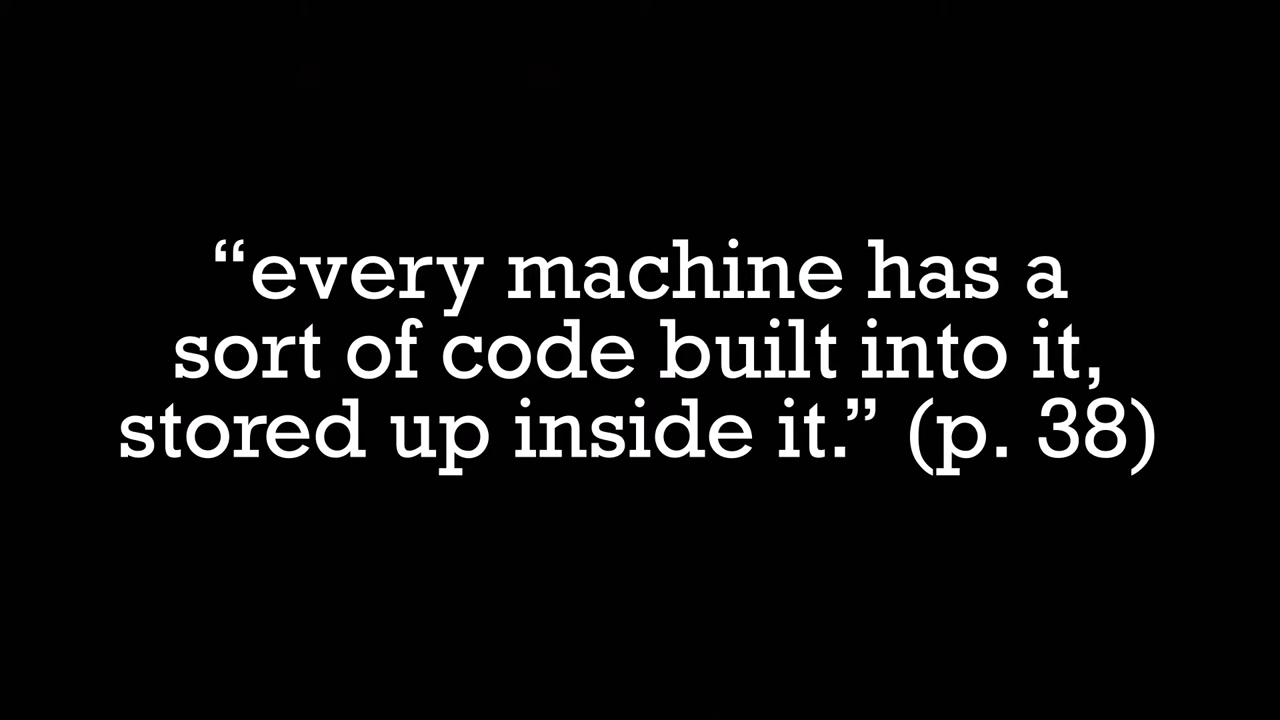 “every machine has a
sort of code built into it,
stored up inside it.” (p. 38)